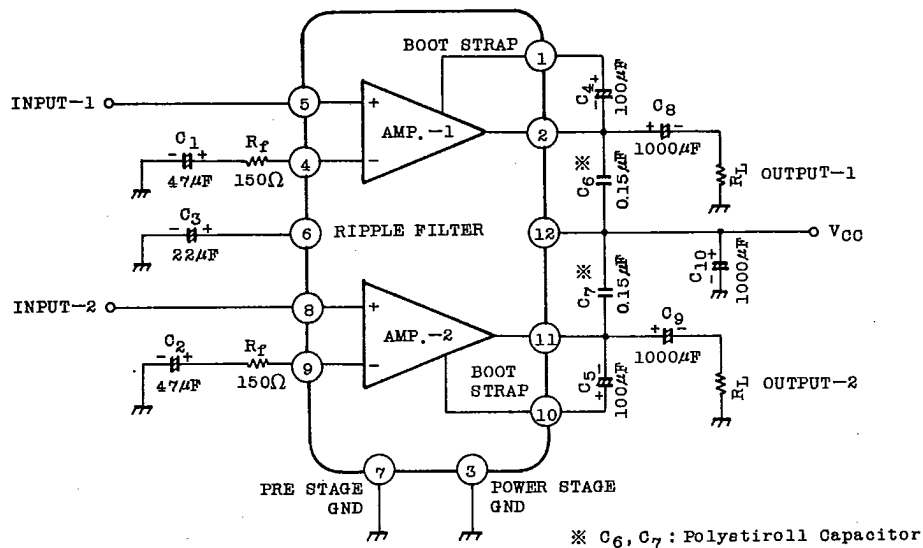 BOOT STRAP
1
C4
+
-
100μF
INPUT-1
5
+
AMP.-1
2
C8
+ -
1000μF
C1
- +
47μF
Rf
150Ω
4
-
C6※
0.15μF
RL
OUTPUT-1
C3
- +
22μF
6
RIPPLE FILTER
12
VCC
C10
+
-
1000μF
INPUT-2
8
+
AMP.-2
C7※
0.15μF
11
C9
+ -
1000μF
C2
- +
47μF
Rf
150Ω
9
-
BOOT
STRAP
10
C5
-
+
100μF
RL
OUTPUT-2
7
3
PRE STAGE
GND
POWER STAGE
GND
※ C6, C7 : Polystiroll Capacitor